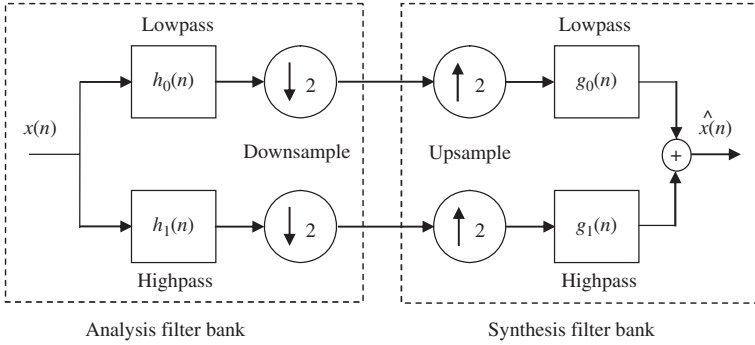 Lowpass
Lowpass
h₀(n)
↓ 2
↑ 2
g₀(n)
x(n)
x̂(n)
Downsample
Upsample
+
h₁(n)
↓ 2
↑ 2
g₁(n)
Highpass
Highpass
Analysis filter bank
Synthesis filter bank